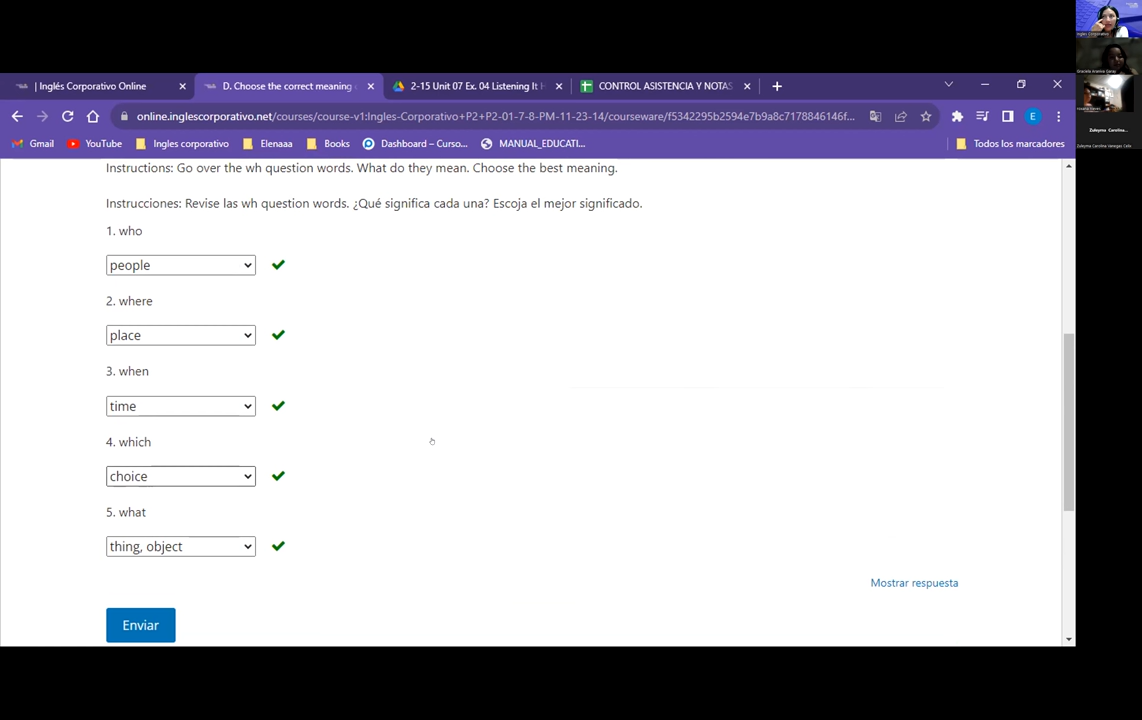 | Inglés Corporativo Online
D. Choose the correct meaning
2-15 Unit 07 Ex. 04 Listening It H
CONTROL ASISTENCIA Y NOTAS
online.inglescorporativo.net/courses/course-v1:Ingles-Corporativo+P2+P2-01-7-8-PM-11-23-14/courseware/f5342295b2594e7b9a8c7178846146f...
E
Gmail
YouTube
Ingles corporativo
Elenaaa
Books
Dashboard – Curso...
MANUAL_EDUCATI...
Todos los marcadores
Instructions: Go over the wh question words. What do they mean. Choose the best meaning.
Instrucciones: Revise las wh question words. ¿Qué significa cada una? Escoja el mejor significado.
1. who
people
2. where
place
3. when
time
4. which
choice
5. what
thing, object
Mostrar respuesta
Enviar
Inglés Corporativo
Zuleyma Carolina...